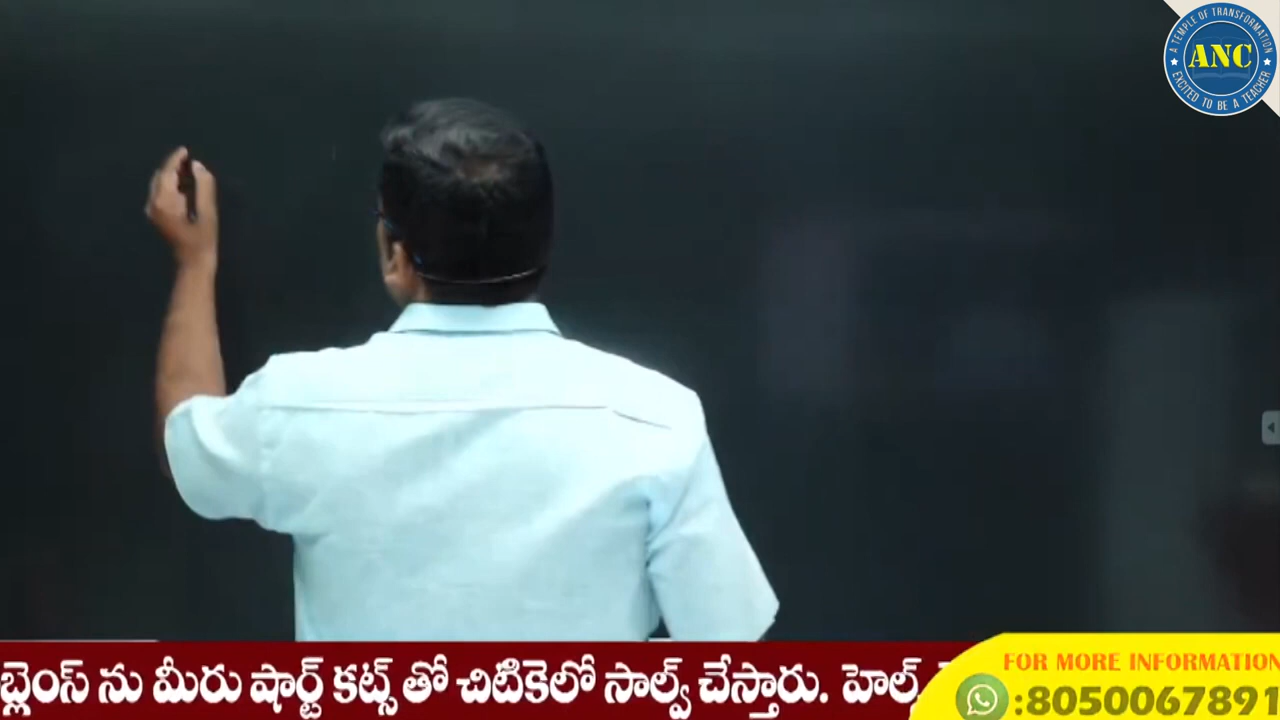 A TEMPLE OF TRANSFORMATION
ANC
EXCITED TO BE A TEACHER
బ్లెంస్ ను మీరు షార్ట్ కట్స్ తో చిటికెలో సాల్వ్ చేస్తారు. హెల్
FOR MORE INFORMATION
:8050067891